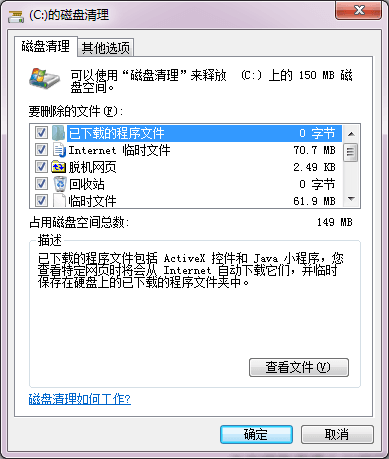 (C:)的磁盘清理
磁盘清理 其他选项
可以使用“磁盘清理”来释放 (C:) 上的 150 MB 磁
盘空间。
要删除的文件(F):
已下载的程序文件 0 字节
Internet 临时文件 70.7 MB
脱机网页 2.49 KB
回收站 0 字节
临时文件 61.9 MB
占用磁盘空间总数: 149 MB
描述
已下载的程序文件包括 ActiveX 控件和 Java 小程序，您
查看特定网页时将会从 Internet 自动下载它们，并临时
保存在硬盘上的已下载的程序文件夹中。
查看文件(V)
磁盘清理如何工作?
确定 取消